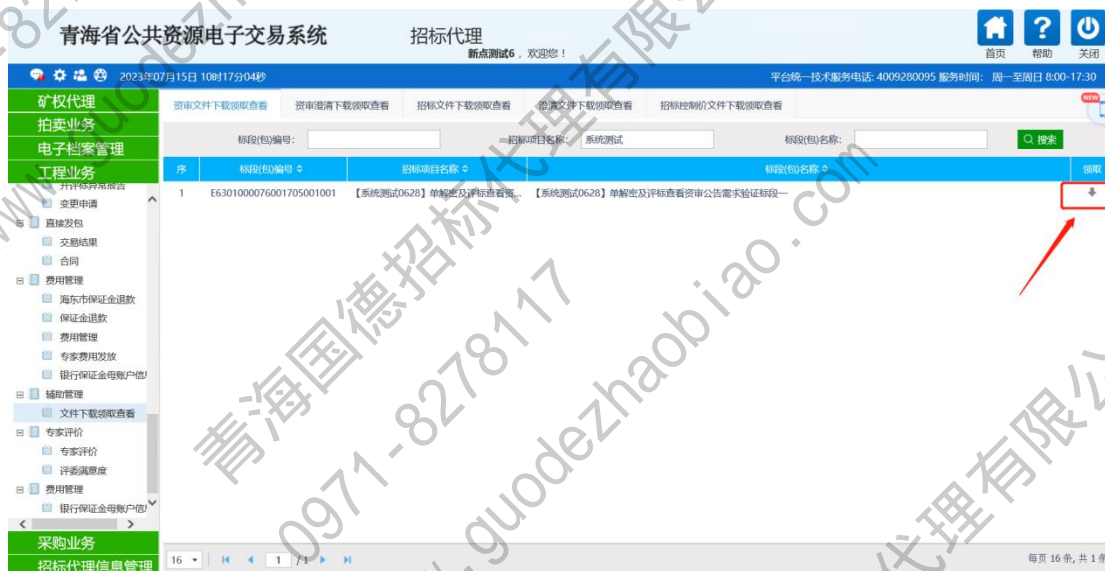 青海省公共资源电子交易系统
招标代理
新点测试6，欢迎您！
首页 帮助 关闭
2023年07月15日 10时17分04秒
平台统一技术服务电话: 4009280095 服务时间: 周一至周日 8:00-17:30
矿权代理
拍卖业务
电子档案管理
工程业务
开评标异常报告
变更申请
直接发包
交易结果
合同
费用管理
海东市保证金退款
保证金退款
费用管理
专家费用发放
银行保证金母账户信
辅助管理
文件下载领取查看
专家评价
专家评价
评委满意度
费用管理
银行保证金母账户信
采购业务
招标代理信息管理
资审文件下载领取查看 资审澄清下载领取查看 招标文件下载领取查看 澄清文件下载领取查看 招标控制价文件下载领取查看
NEW
标段(包)编号: 招标项目名称: 系统测试 标段(包)名称: 搜索
序 标段(包)编号 招标项目名称 标段(包)名称 领取
1 E6301000076001705001001 【系统测试0628】单解密及评标查看资... 【系统测试0628】单解密及评标查看资审公告需求验证标段一
16 1 / 1
每页 16 条, 共 1 条
青海国德招标代理有限公
0971-8278117
www.guodezhaobiao.com
代理有限公